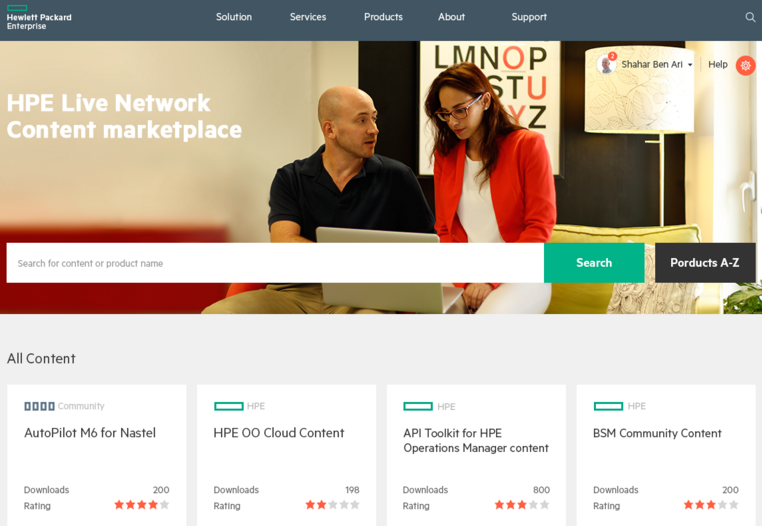 Hewlett Packard
Enterprise
Solution Services Products About Support
2
Shahar Ben Ari
Help
HPE Live Network
Content marketplace
LMNOP
Search for content or product name
Search
Porducts A-Z
All Content
Community
AutoPilot M6 for Nastel
Downloads 200
Rating
HPE
HPE OO Cloud Content
Downloads 198
Rating
HPE
API Toolkit for HPE
Operations Manager content
Downloads 800
Rating
HPE
BSM Community Content
Downloads 200
Rating